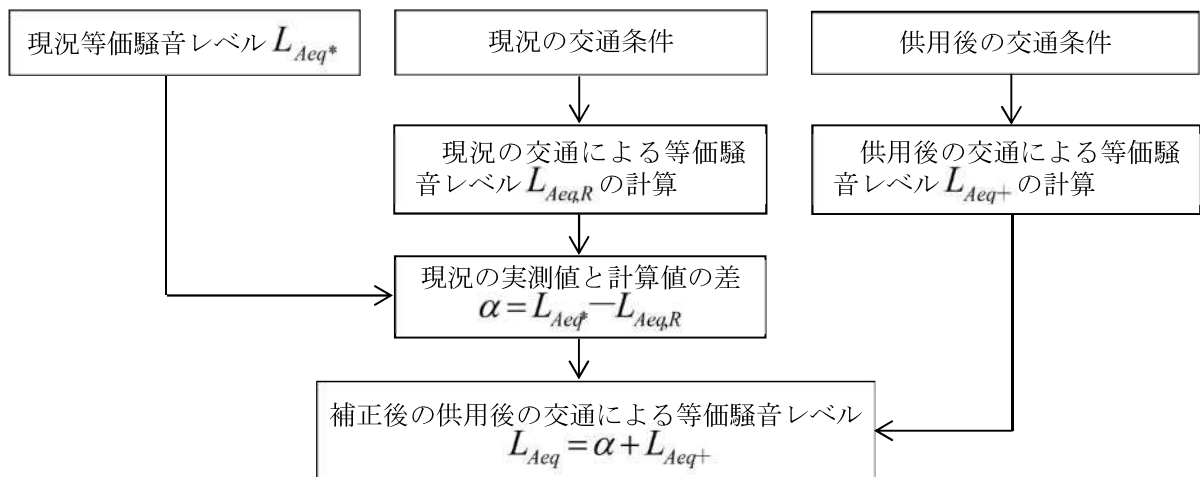 現況等価騒音レベル L_{Aeq*}
現況の交通条件
供用後の交通条件
現況の交通による等価騒
音レベル L_{Aeq,R} の計算
供用後の交通による等価騒
音レベル L_{Aeq+} の計算
現況の実測値と計算値の差
α = L_{Aeq*} − L_{Aeq,R}
補正後の供用後の交通による等価騒音レベル
L_{Aeq} = α + L_{Aeq+}